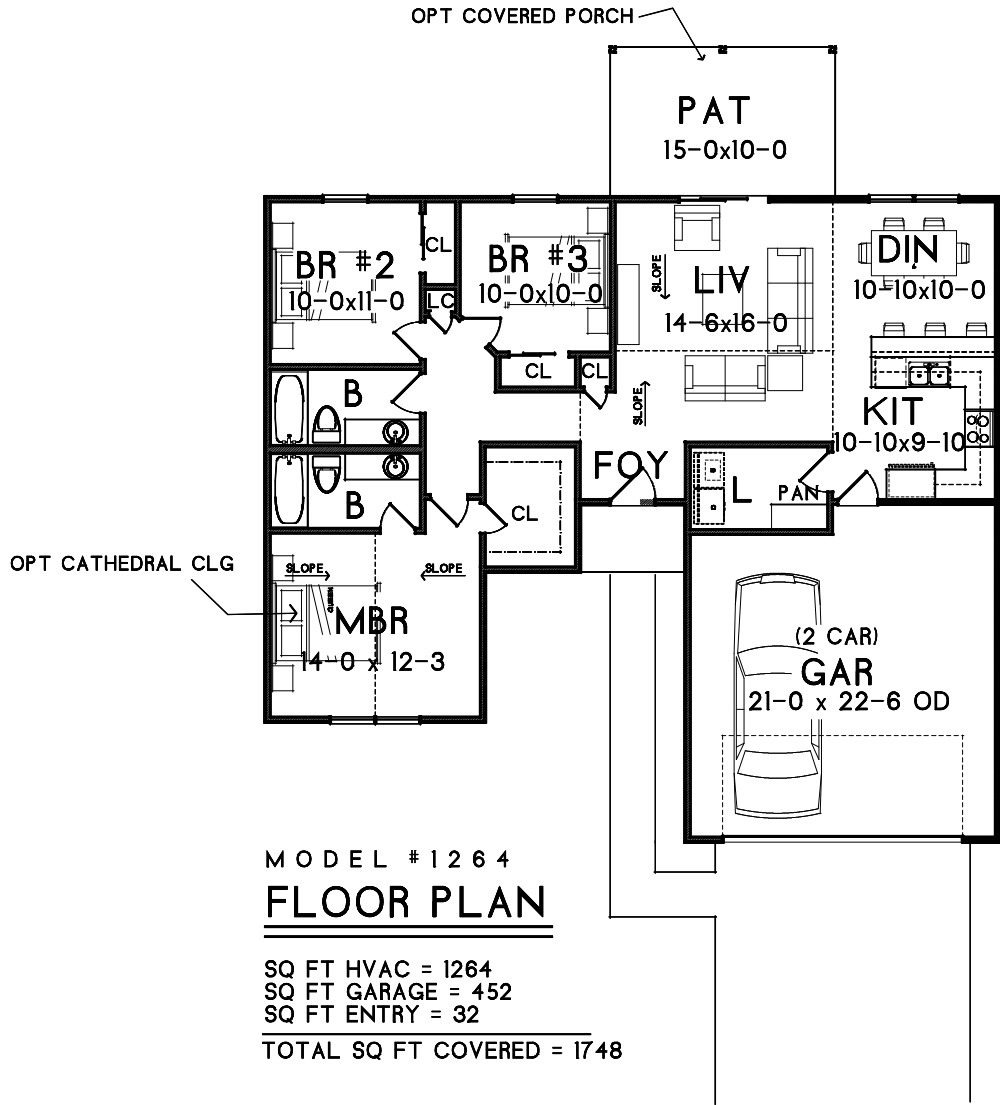 OPT COVERED PORCH
PAT
15-0x10-0
BR #2
10-0x11-0
CL
LC
BR #3
10-0x10-0
CL
CL
SLOPE
LIV
14-6x16-0
SLOPE
DIN
10-10x10-0
KIT
10-10x9-10
B
B
FOY
L
PAN
CL
OPT CATHEDRAL CLG
SLOPE
SLOPE
QUEEN
MBR
14-0 x 12-3
(2 CAR)
GAR
21-0 x 22-6 OD
MODEL #1264
FLOOR PLAN
SQ FT HVAC = 1264
SQ FT GARAGE = 452
SQ FT ENTRY = 32
TOTAL SQ FT COVERED = 1748